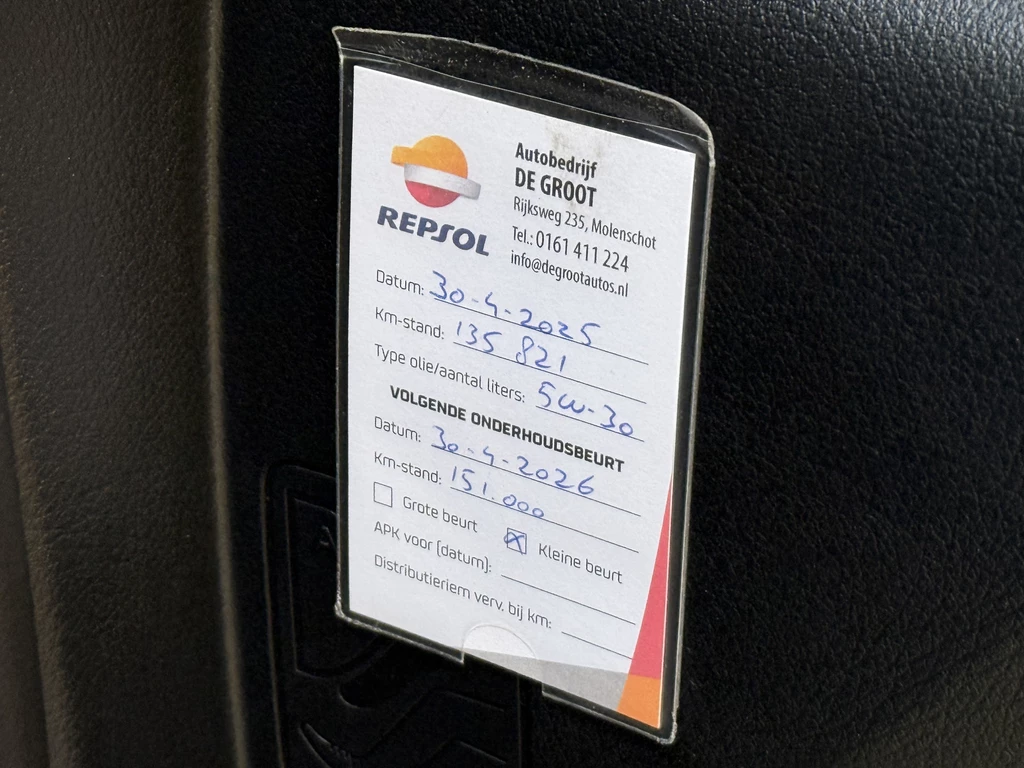 REPSOL
Autobedrijf
DE GROOT
Rijksweg 235, Molenschot
Tel.: 0161 411 224
info@degrootautos.nl
Datum: 30-4-2025
Km-stand: 135 821
Type olie/aantal liters: 5W-30
VOLGENDE ONDERHOUDSBEURT
Datum: 30-4-2026
Km-stand: 151.000
Grote beurt Kleine beurt
APK voor (datum):
Distributieriem verv. bij km: